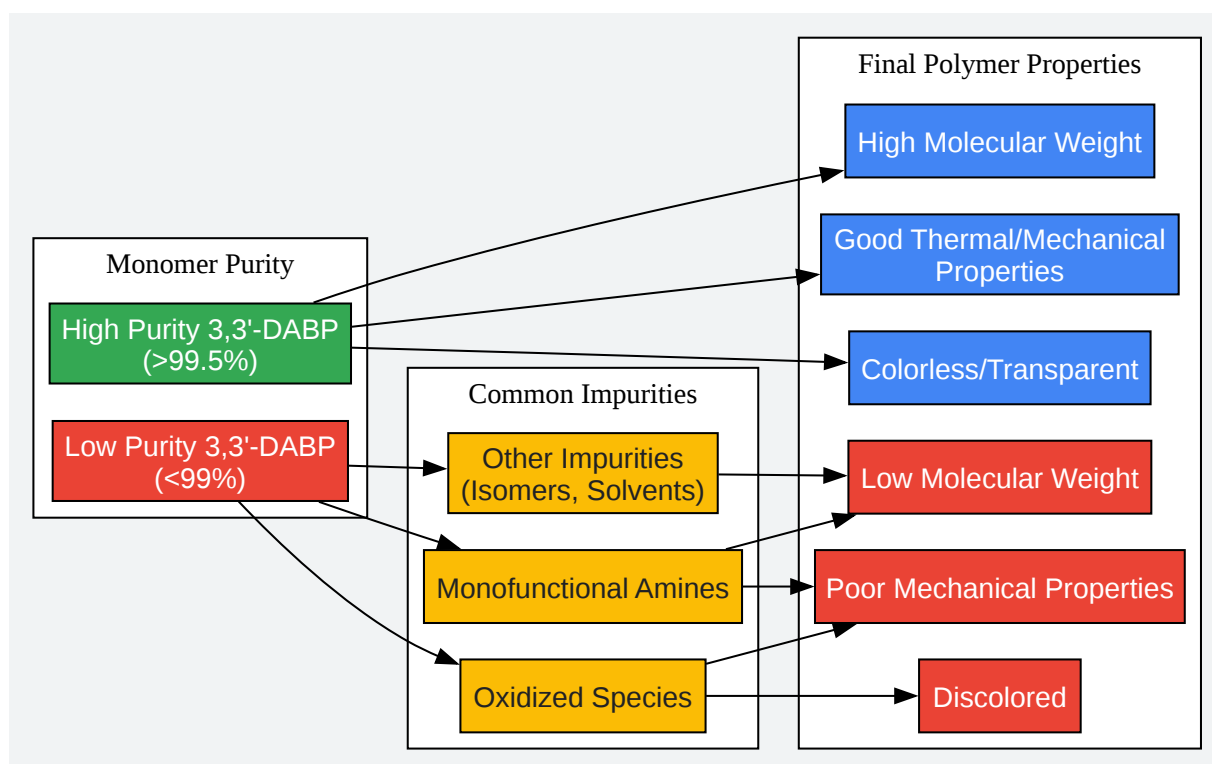 Monomer Purity
High Purity 3,3'-DABP
(>99.5%)
Low Purity 3,3'-DABP
(<99%)
Common Impurities
Other Impurities
(Isomers, Solvents)
Monofunctional Amines
Oxidized Species
Final Polymer Properties
High Molecular Weight
Good Thermal/Mechanical
Properties
Colorless/Transparent
Low Molecular Weight
Poor Mechanical Properties
Discolored